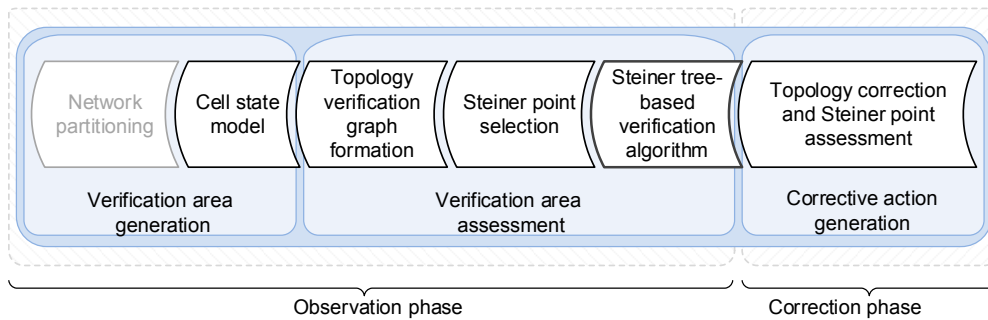 Network
partitioning
Cell state
model
Topology
verification
graph
formation
Steiner point
selection
Steiner tree-
based
verification
algorithm
Topology correction
and Steiner point
assessment
Verification area
generation
Verification area
assessment
Corrective action
generation
Observation phase
Correction phase